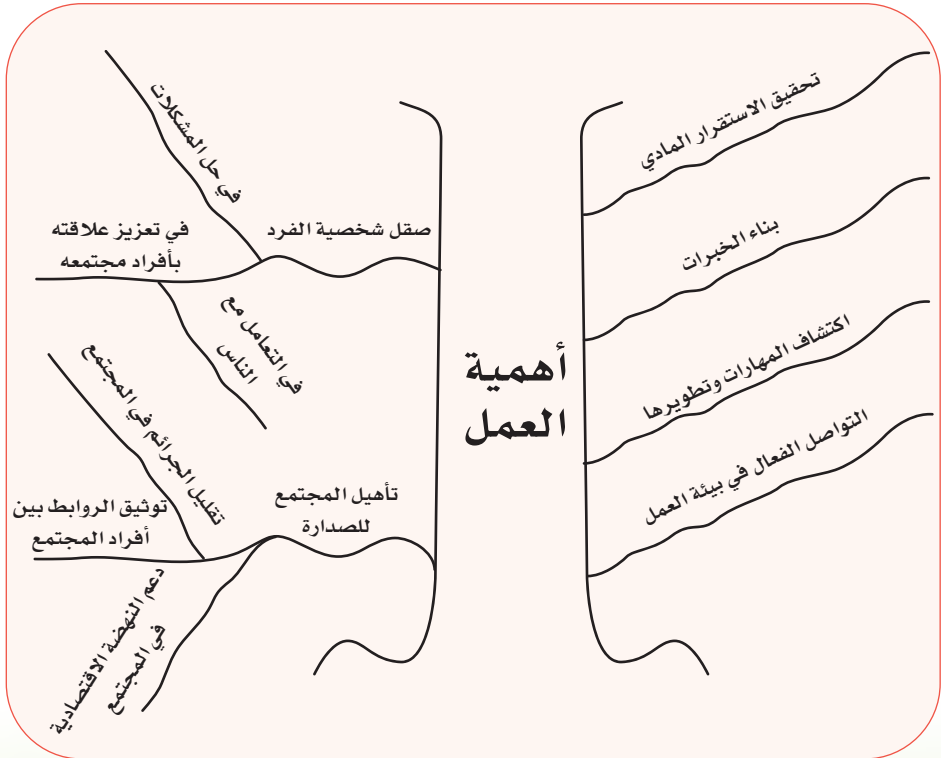 أهمية
العمل
تحقيق الاستقرار المادي
بناء الخبرات
اكتشاف المهارات وتطويرها
التواصل الفعال في بيئة العمل
صقل شخصية الفرد
في حل المشكلات
في تعزيز علاقته
بأفراد مجتمعه
في التعامل مع
الناس
تأهيل المجتمع
للصدارة
تقليل الجرائم في المجتمع
توثيق الروابط بين
أفراد المجتمع
دعم النهضة الاقتصادية
في المجتمع